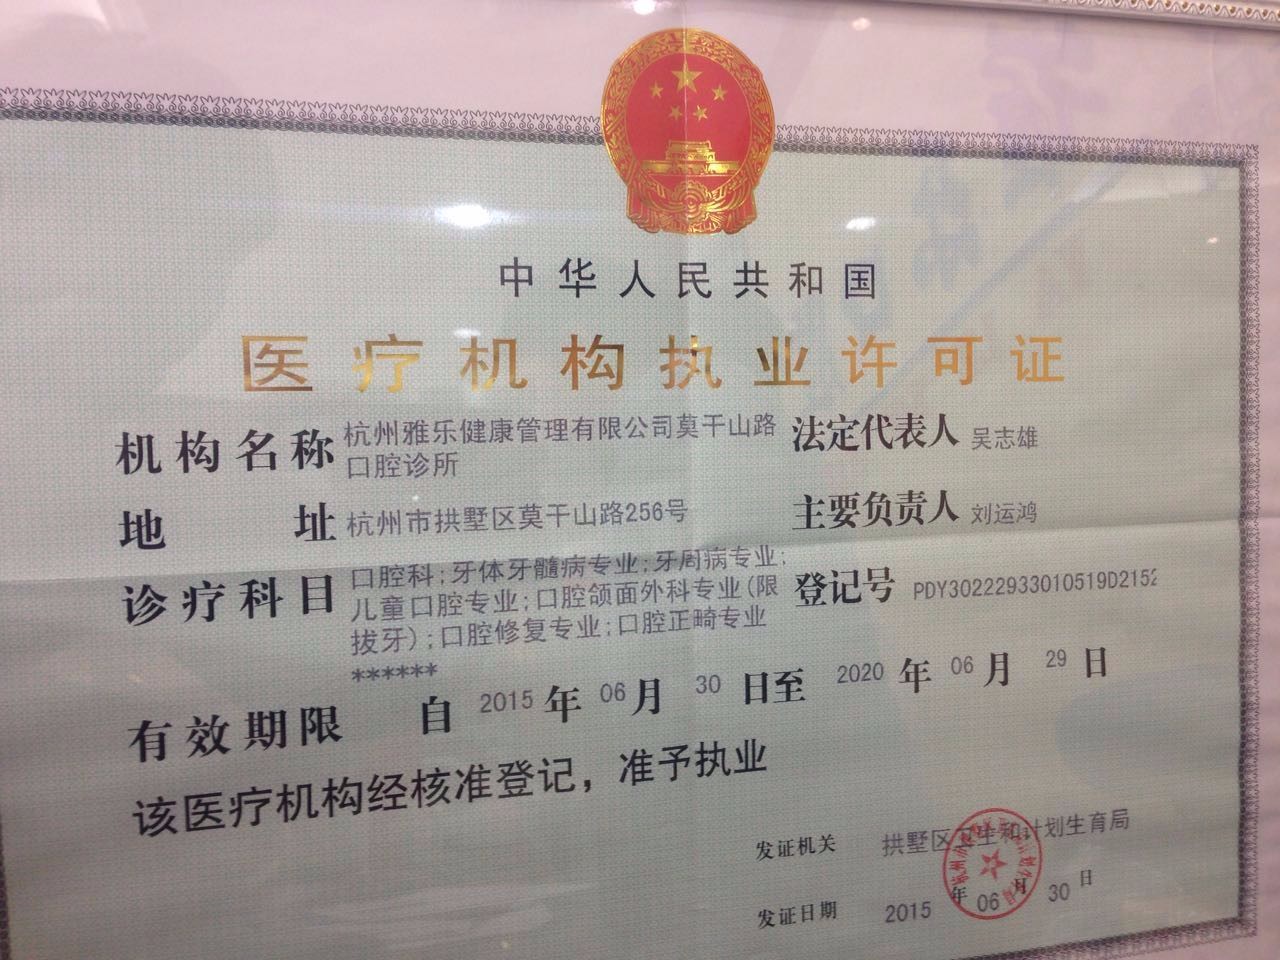 中华人民共和国
医疗机构执业许可证
机构名称 杭州雅乐健康管理有限公司莫干山路
口腔诊所
法定代表人 吴志雄
地址 杭州市拱墅区莫干山路256号
主要负责人 刘运鸿
诊疗科目 口腔科;牙体牙髓病专业;牙周病专业;
儿童口腔专业;口腔颌面外科专业(限
拔牙);口腔修复专业;口腔正畸专业
******
登记号 PDY30222933010519D2152
有效期限 自 2015 年 06 月 30 日至 2020 年 06 月 29 日
该医疗机构经核准登记，准予执业
发证机关 拱墅区卫生和计划生育局
发证日期 2015 年 06 月 30 日